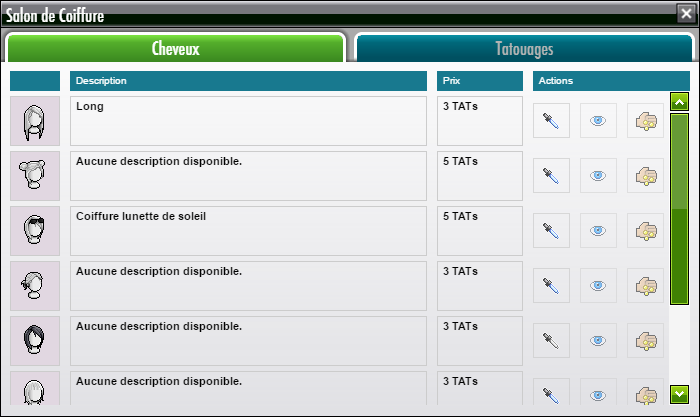 Salon de Coiffure
Cheveux Tatouages
Description Prix Actions
Long 3 TATs
Aucune description disponible. 5 TATs
Coiffure lunette de soleil 5 TATs
Aucune description disponible. 3 TATs
Aucune description disponible. 3 TATs
Aucune description disponible. 3 TATs